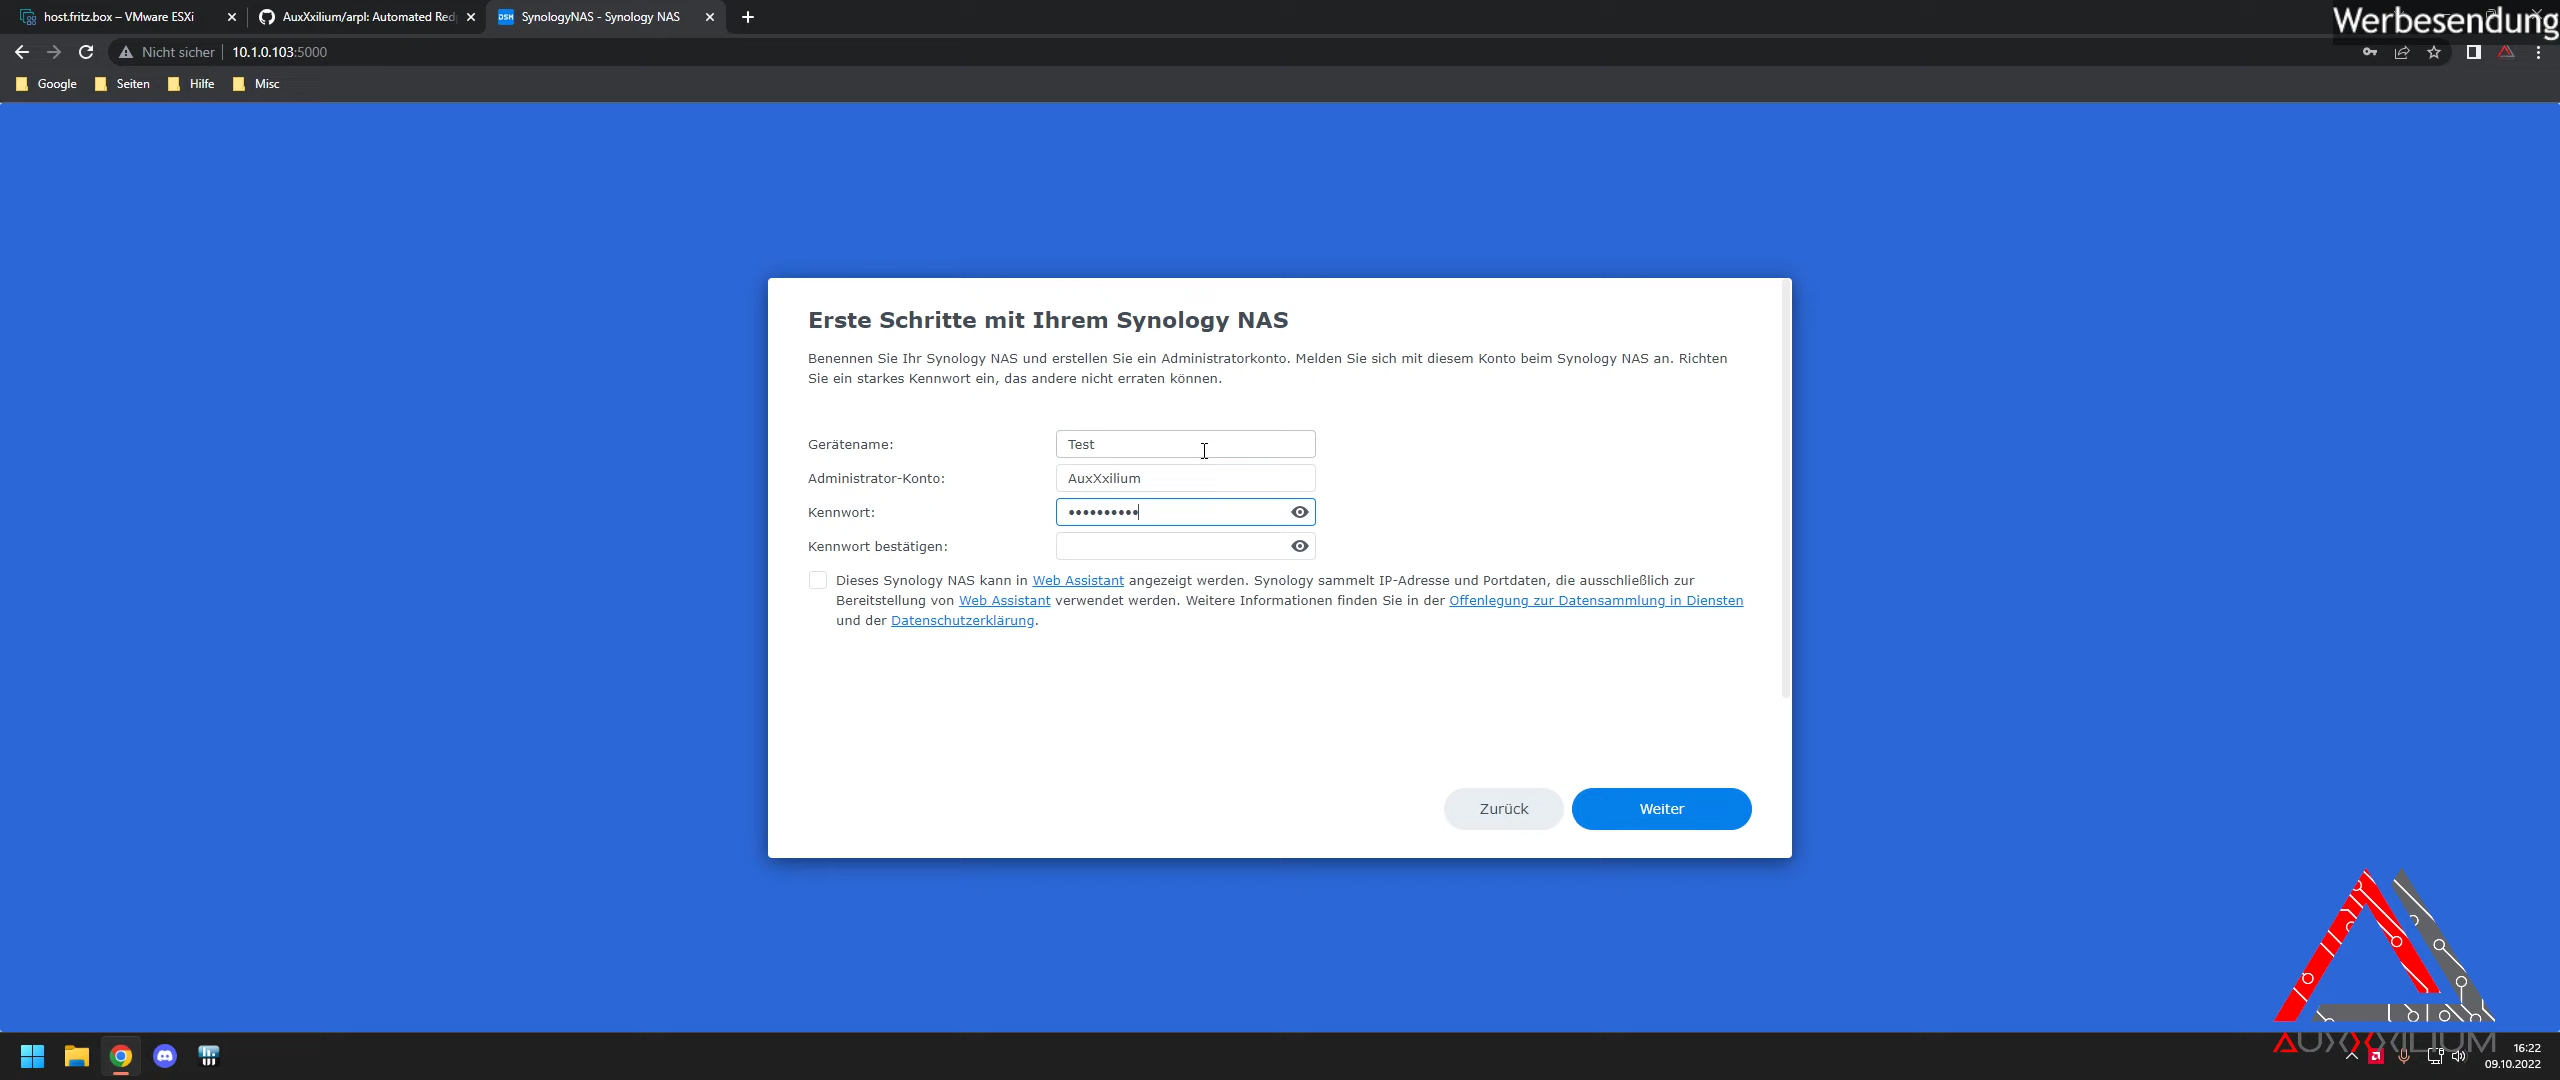 host.fritz.box – VMware ESXi
AuxXxilium/arpl: Automated Red
SynologyNAS - Synology NAS
Werbesendung
Nicht sicher
10.1.0.103:5000
Google
Seiten
Hilfe
Misc
Erste Schritte mit Ihrem Synology NAS
Benennen Sie Ihr Synology NAS und erstellen Sie ein Administratorkonto. Melden Sie sich mit diesem Konto beim Synology NAS an. Richten
Sie ein starkes Kennwort ein, das andere nicht erraten können.
Gerätename:
Test
Administrator-Konto:
AuxXxilium
Kennwort:
••••••••••
Kennwort bestätigen:
Dieses Synology NAS kann in Web Assistant angezeigt werden. Synology sammelt IP-Adresse und Portdaten, die ausschließlich zur
Bereitstellung von Web Assistant verwendet werden. Weitere Informationen finden Sie in der Offenlegung zur Datensammlung in Diensten
und der Datenschutzerklärung.
Zurück
Weiter
AUXXXILIUM
16:22
09.10.2022